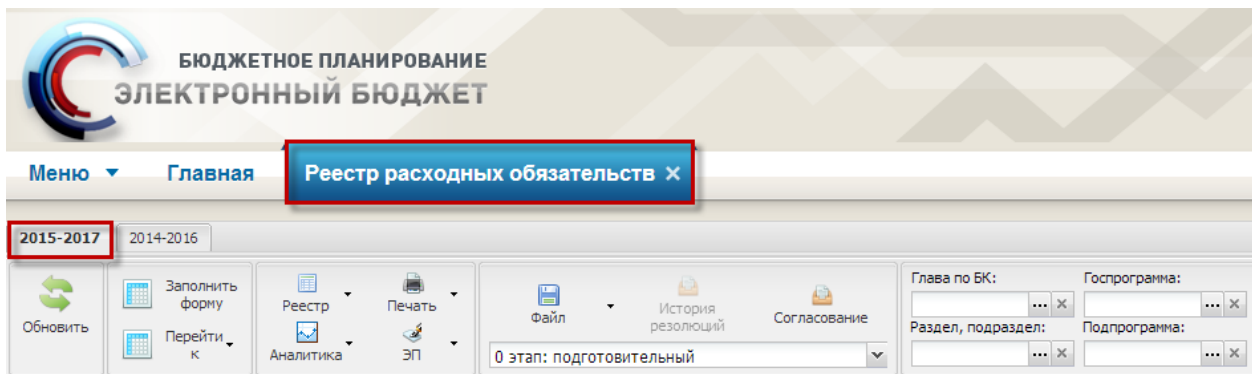 БЮДЖЕТНОЕ ПЛАНИРОВАНИЕ
ЭЛЕКТРОННЫЙ БЮДЖЕТ
Меню Главная Реестр расходных обязательств
2015-2017 2014-2016
Обновить
Заполнить
форму
Перейти
к
Реестр
Печать
Аналитика
ЭП
Файл
История
резолюций
Согласование
0 этап: подготовительный
Глава по БК:
Госпрограмма:
Раздел, подраздел:
Подпрограмма: